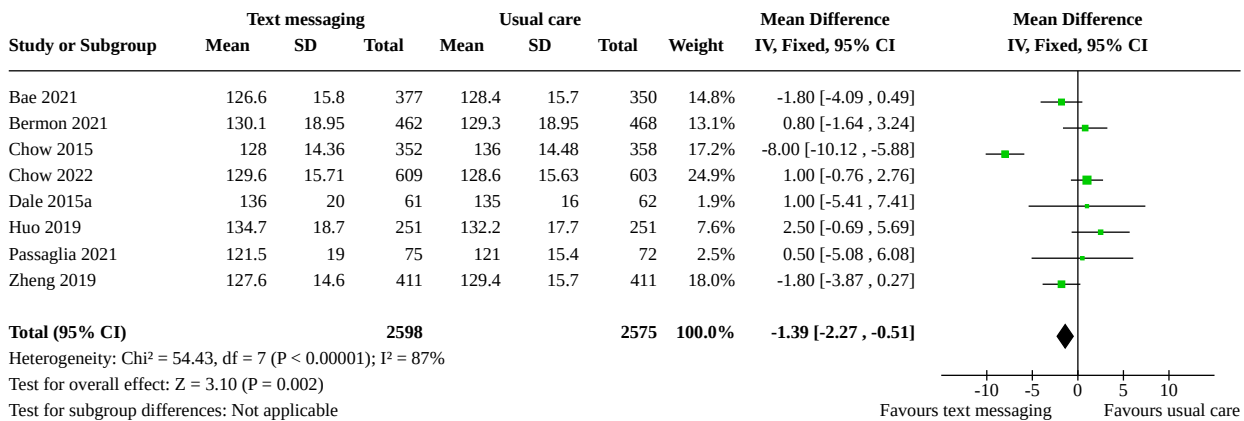 Text messaging Usual care Mean Difference Mean Difference
Study or Subgroup Mean SD Total Mean SD Total Weight IV, Fixed, 95% CI IV, Fixed, 95% CI
Bae 2021 126.6 15.8 377 128.4 15.7 350 14.8% -1.80 [-4.09 , 0.49]
Bermon 2021 130.1 18.95 462 129.3 18.95 468 13.1% 0.80 [-1.64 , 3.24]
Chow 2015 128 14.36 352 136 14.48 358 17.2% -8.00 [-10.12 , -5.88]
Chow 2022 129.6 15.71 609 128.6 15.63 603 24.9% 1.00 [-0.76 , 2.76]
Dale 2015a 136 20 61 135 16 62 1.9% 1.00 [-5.41 , 7.41]
Huo 2019 134.7 18.7 251 132.2 17.7 251 7.6% 2.50 [-0.69 , 5.69]
Passaglia 2021 121.5 19 75 121 15.4 72 2.5% 0.50 [-5.08 , 6.08]
Zheng 2019 127.6 14.6 411 129.4 15.7 411 18.0% -1.80 [-3.87 , 0.27]
Total (95% CI) 2598 2575 100.0% -1.39 [-2.27 , -0.51]
Heterogeneity: Chi² = 54.43, df = 7 (P < 0.00001); I² = 87%
Test for overall effect: Z = 3.10 (P = 0.002) -10 -5 0 5 10
Test for subgroup differences: Not applicable Favours text messaging Favours usual care